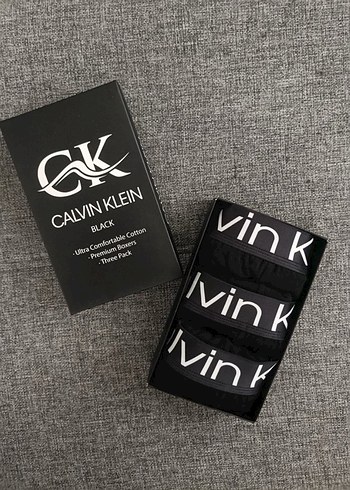 CK
CALVIN KLEIN
BLACK
·Ultra Comfortable Cotton
·Premium Boxers
·Three Pack
vin K
lvin K
lvin K